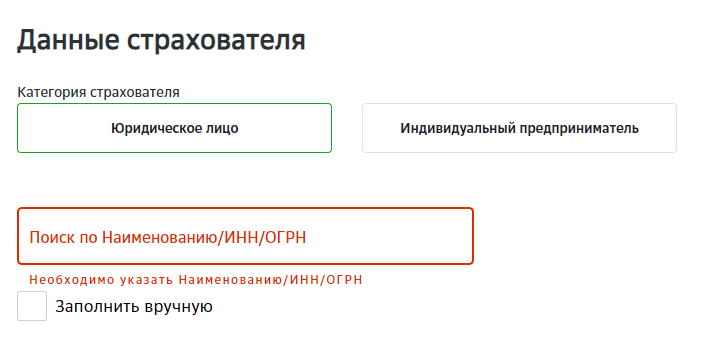 Данные страхователя
Категория страхователя
Юридическое лицо
Индивидуальный предприниматель
Поиск по Наименованию/ИНН/ОГРН
Необходимо указать Наименованию/ИНН/ОГРН
Заполнить вручную